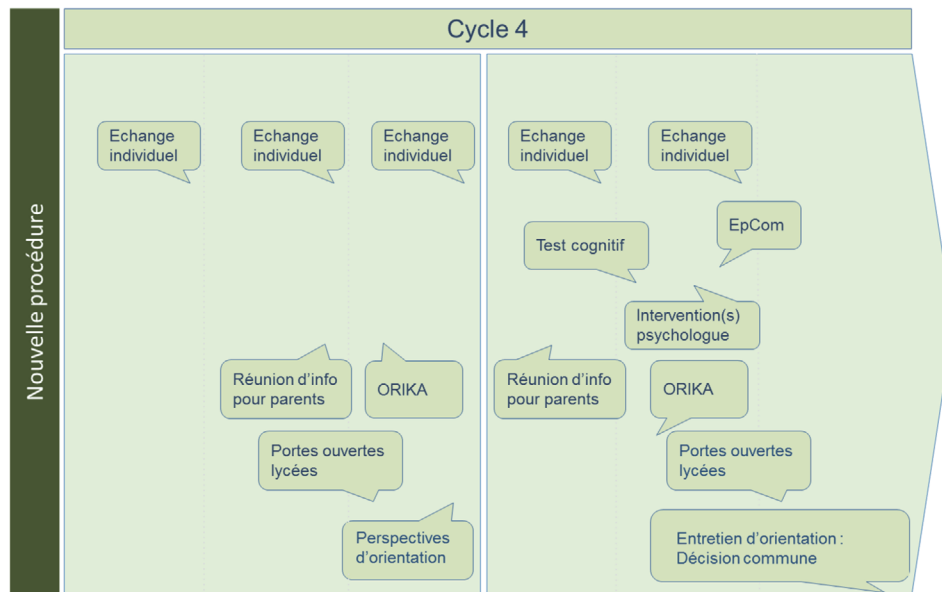 Cycle 4
Nouvelle procédure
Echange
individuel
Echange
individuel
Echange
individuel
Echange
individuel
Echange
individuel
EpCom
Test cognitif
Intervention(s)
psychologue
Réunion d'info
pour parents
ORIKA
Réunion d'info
pour parents
ORIKA
Portes ouvertes
lycées
Portes ouvertes
lycées
Perspectives
d'orientation
Entretien d'orientation :
Décision commune